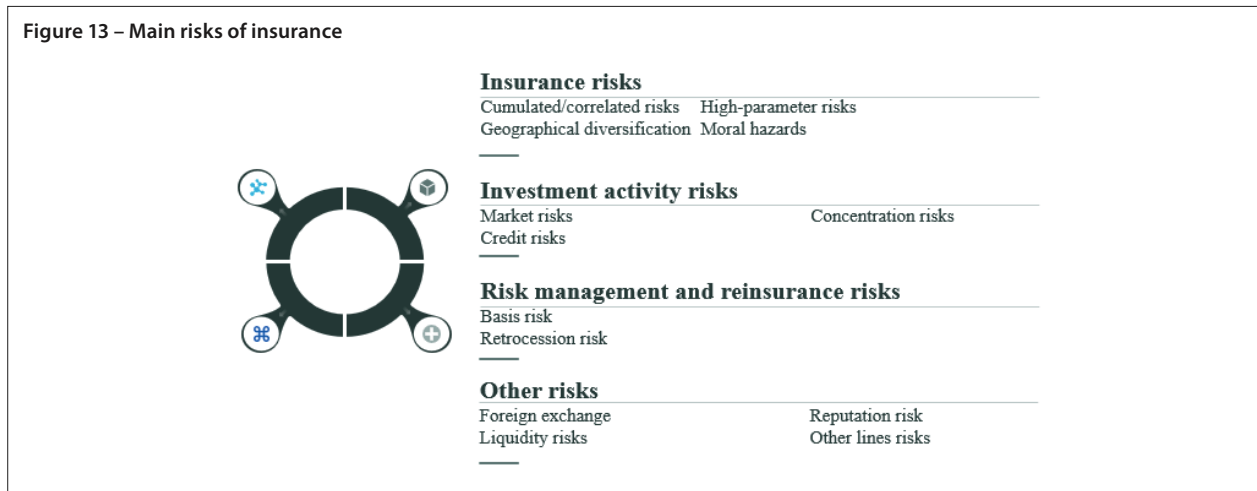 Figure 13 – Main risks of insurance
Insurance risks
Cumulated/correlated risks High-parameter risks
Geographical diversification Moral hazards
Investment activity risks
Market risks Concentration risks
Credit risks
Risk management and reinsurance risks
Basis risk
Retrocession risk
Other risks
Foreign exchange Reputation risk
Liquidity risks Other lines risks